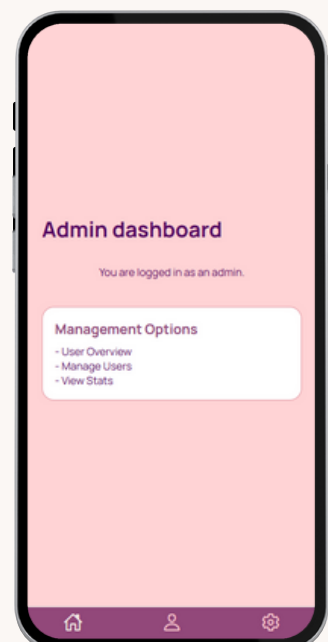 Admin dashboard
You are logged in as an admin.
Management Options
- User Overview
- Manage Users
- View Stats